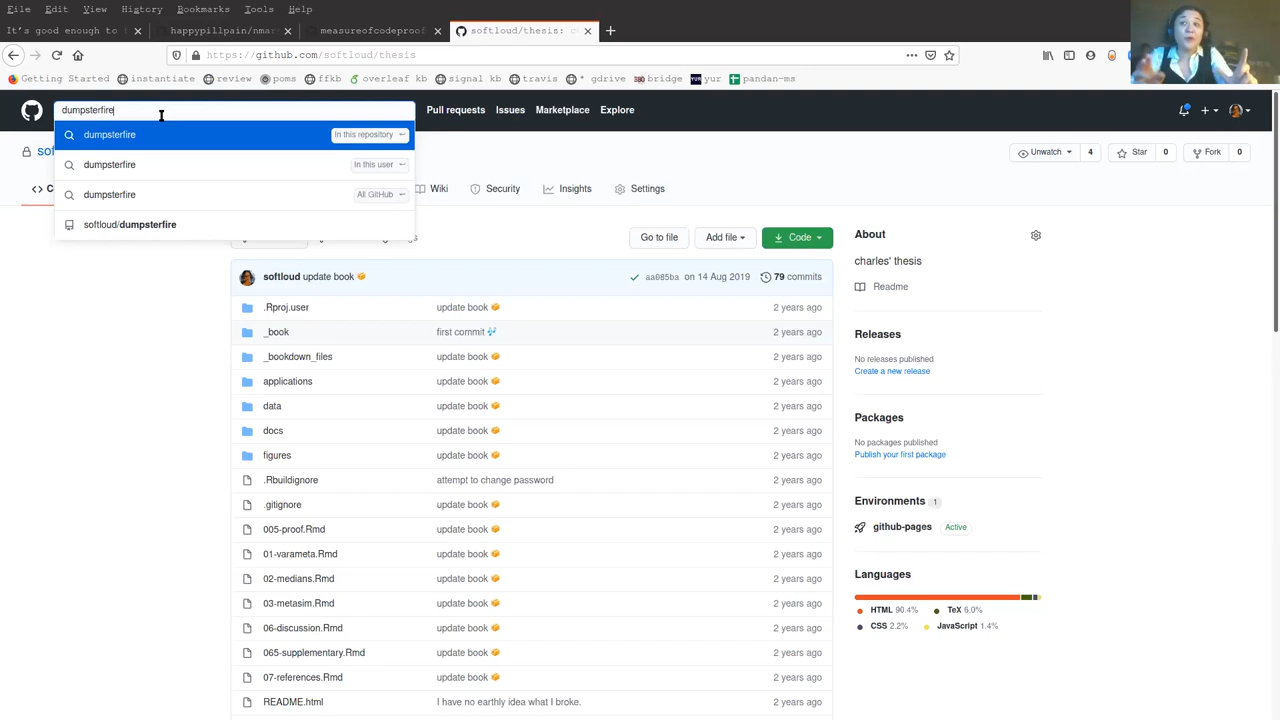 File Edit View History Bookmarks Tools Help
It's good enough to
happypillpain/nmar
measureofcodeproof
softloud/thesis: c
https://github.com/softloud/thesis
Getting Started instantiate review poms ffkb overleaf kb signal kb travis * gdrive bridge yur pandan-ms
dumpsterfire Pull requests Issues Marketplace Explore
dumpsterfire In this repository
dumpsterfire In this user
dumpsterfire All GitHub
softloud/dumpsterfire
Unwatch 4 Star 0 Fork 0
Wiki Security Insights Settings
Go to file Add file Code
softloud update book aa085ba on 14 Aug 2019 79 commits
.Rproj.user update book 2 years ago
_book first commit 2 years ago
_bookdown_files update book 2 years ago
applications update book 2 years ago
data update book 2 years ago
docs update book 2 years ago
figures update book 2 years ago
.Rbuildignore attempt to change password 2 years ago
.gitignore update book 2 years ago
005-proof.Rmd update book 2 years ago
01-varameta.Rmd update book 2 years ago
02-medians.Rmd update book 2 years ago
03-metasim.Rmd update book 2 years ago
06-discussion.Rmd update book 2 years ago
065-supplementary.Rmd update book 2 years ago
07-references.Rmd update book 2 years ago
README.html I have no earthly idea what I broke. 2 years ago
About
charles' thesis
Readme
Releases
No releases published
Create a new release
Packages
No packages published
Publish your first package
Environments 1
github-pages Active
Languages
HTML 90.4% TeX 6.0%
CSS 2.2% JavaScript 1.4%